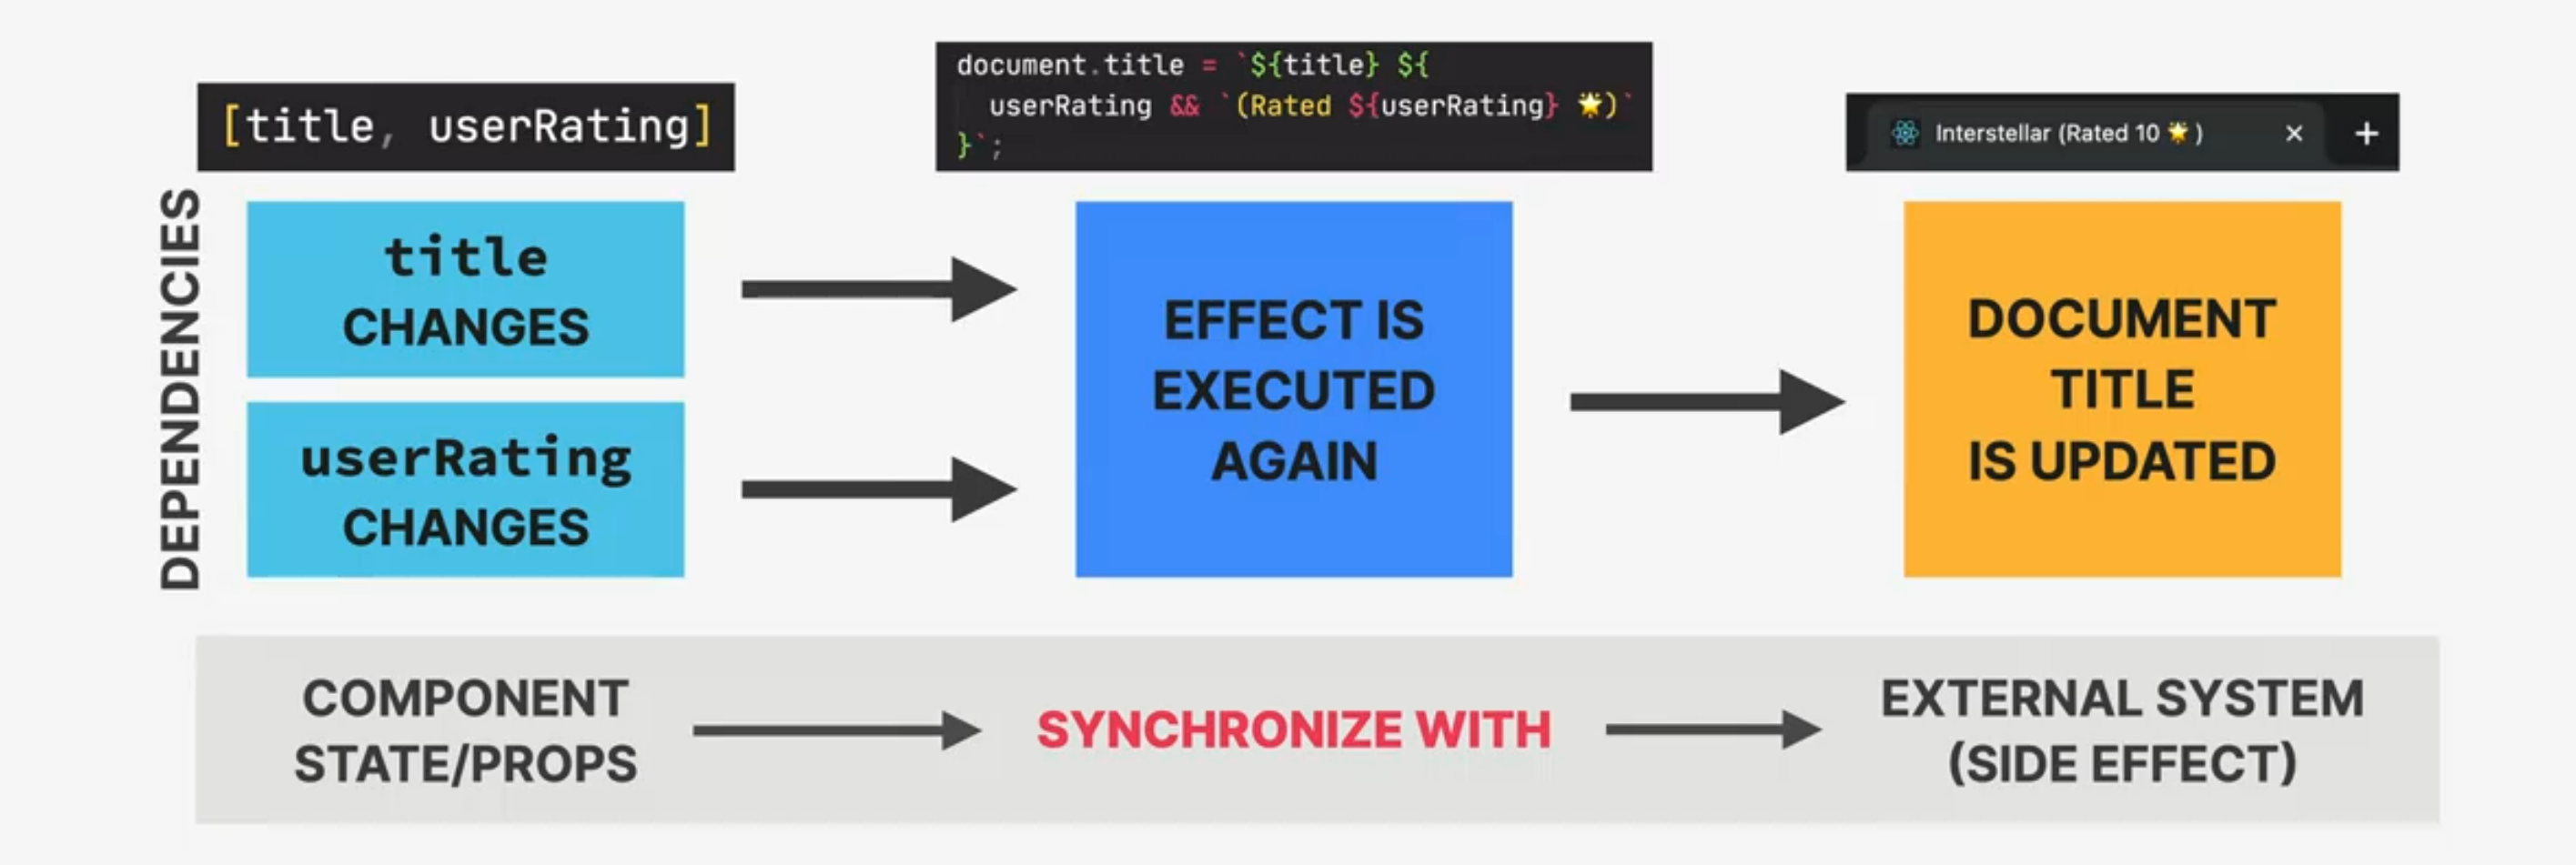 [title, userRating]
document.title = `${title} ${
userRating && `(Rated ${userRating} 🌟)`
}`;
Interstellar (Rated 10 🌟 )
DEPENDENCIES
title
CHANGES
userRating
CHANGES
EFFECT IS
EXECUTED
AGAIN
DOCUMENT
TITLE
IS UPDATED
COMPONENT
STATE/PROPS
SYNCHRONIZE WITH
EXTERNAL SYSTEM
(SIDE EFFECT)